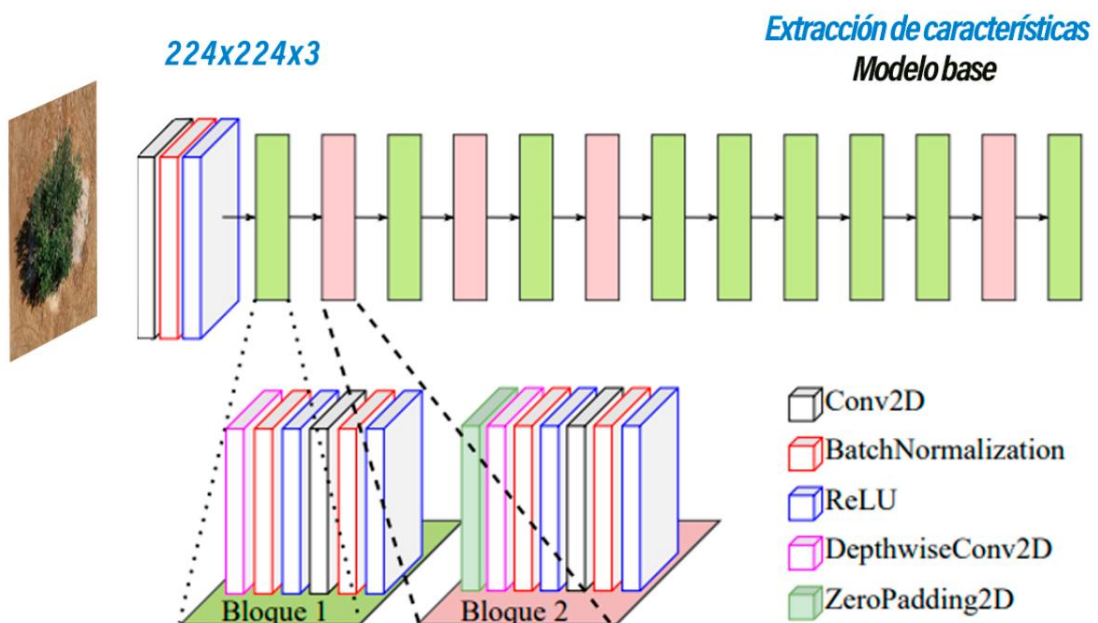 224x224x3
Extracción de características
Modelo base
Bloque 1
Bloque 2
Conv2D
BatchNormalization
ReLU
DepthwiseConv2D
ZeroPadding2D